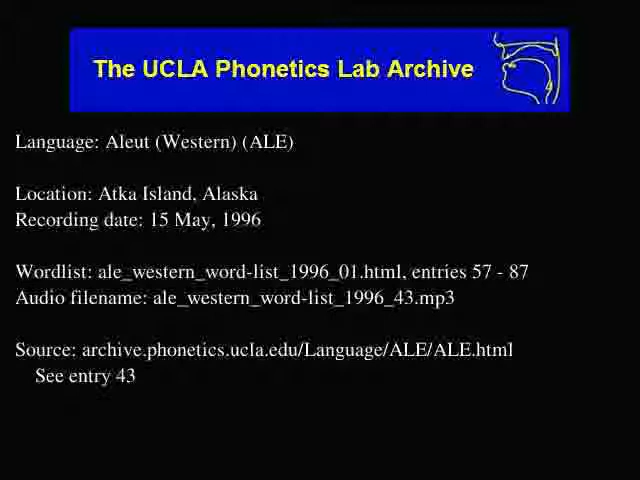 The UCLA Phonetics Lab Archive
Language: Aleut (Western) (ALE)
Location: Atka Island, Alaska
Recording date: 15 May, 1996
Wordlist: ale_western_word-list_1996_01.html, entries 57 - 87
Audio filename: ale_western_word-list_1996_43.mp3
Source: archive.phonetics.ucla.edu/Language/ALE/ALE.html
See entry 43